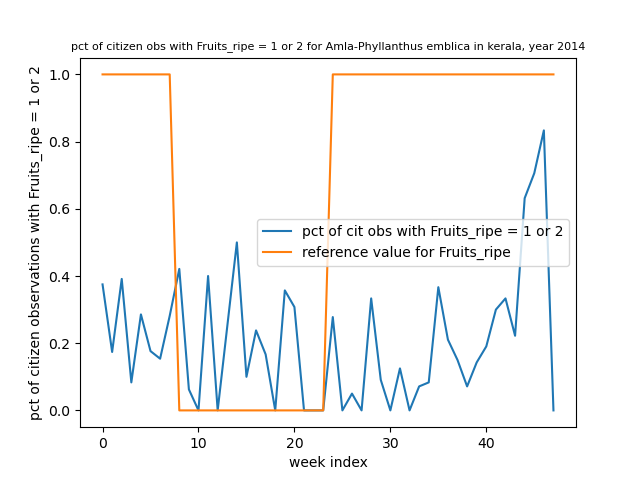 pct of citizen obs with Fruits_ripe = 1 or 2 for Amla-Phyllanthus emblica in kerala, year 2014
pct of citizen observations with Fruits_ripe = 1 or 2
1.0
0.8
0.6
0.4
0.2
0.0
pct of cit obs with Fruits_ripe = 1 or 2
reference value for Fruits_ripe
0 10 20 30 40
week index